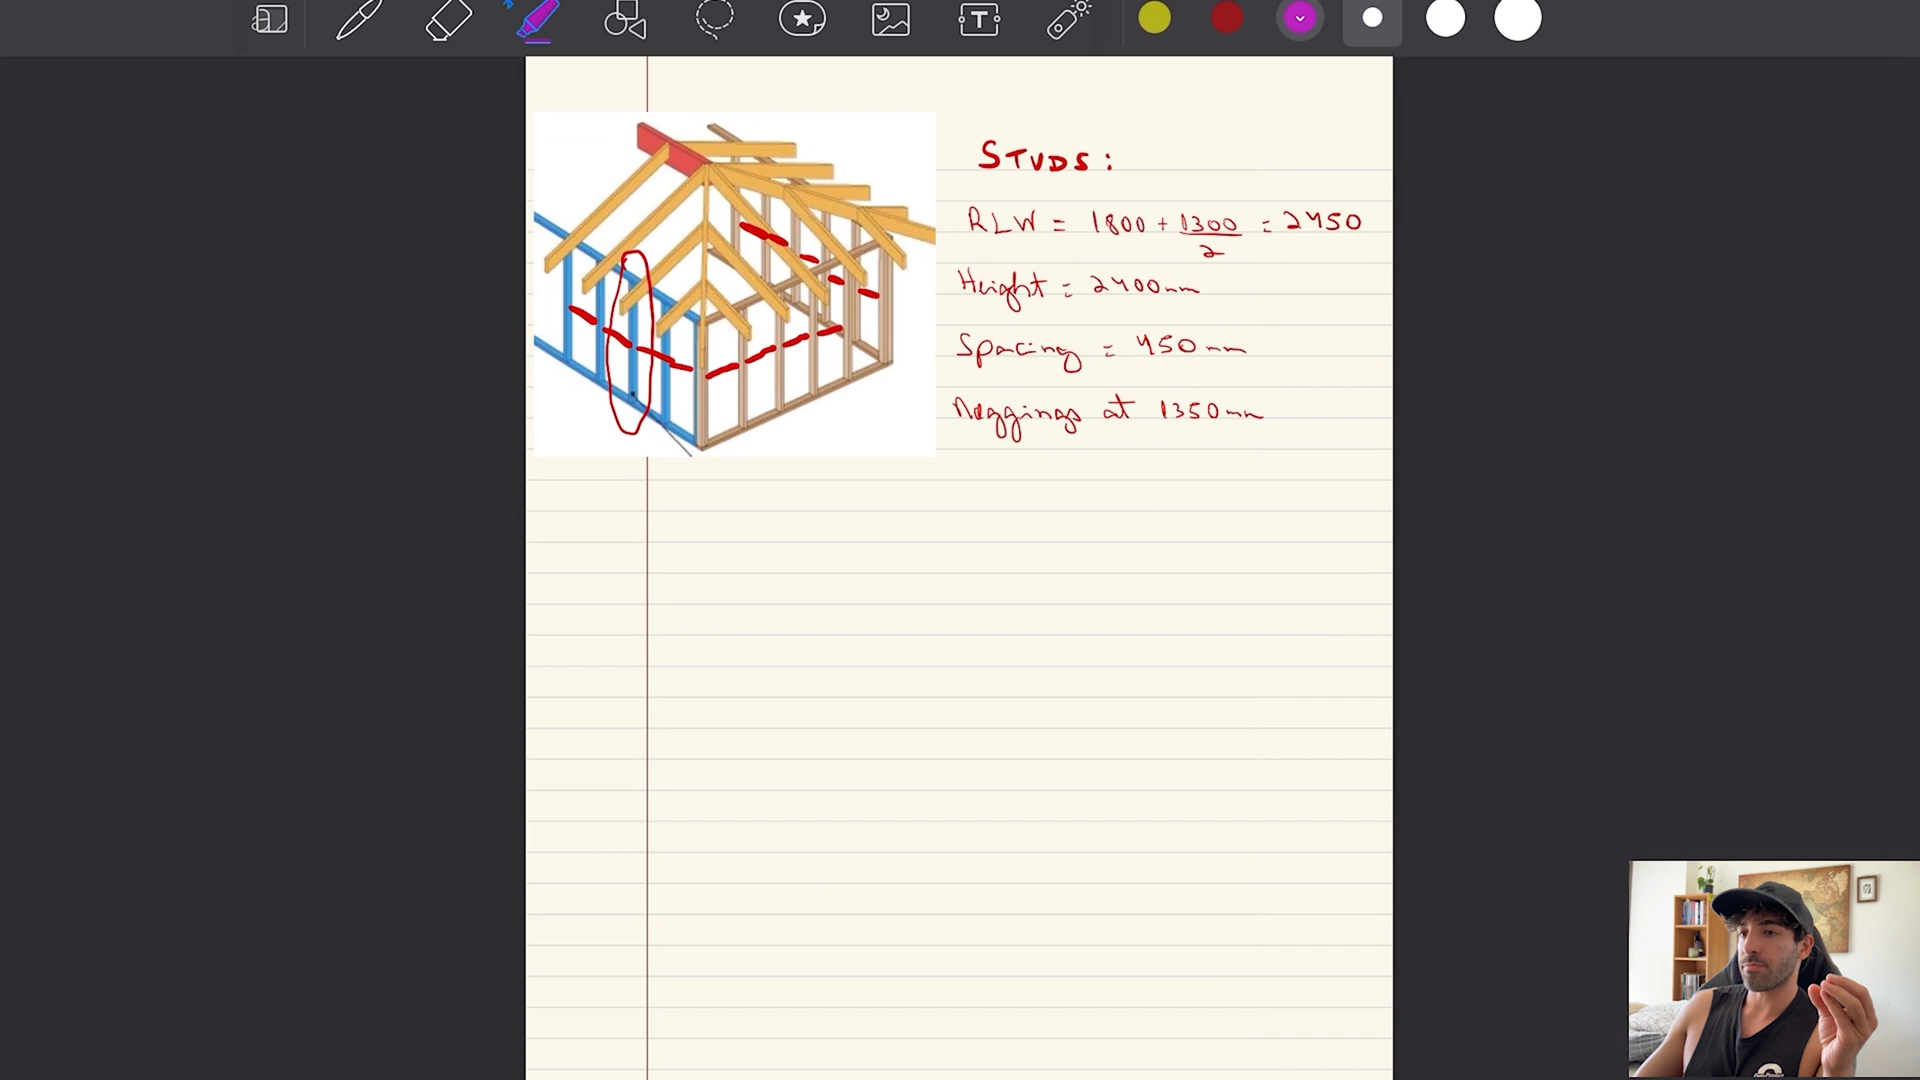 STUDS:
RLW = 1800 + 1300/2 = 2450
Height = 2400mm
Spacing = 450mm
Noggings at 1350mm